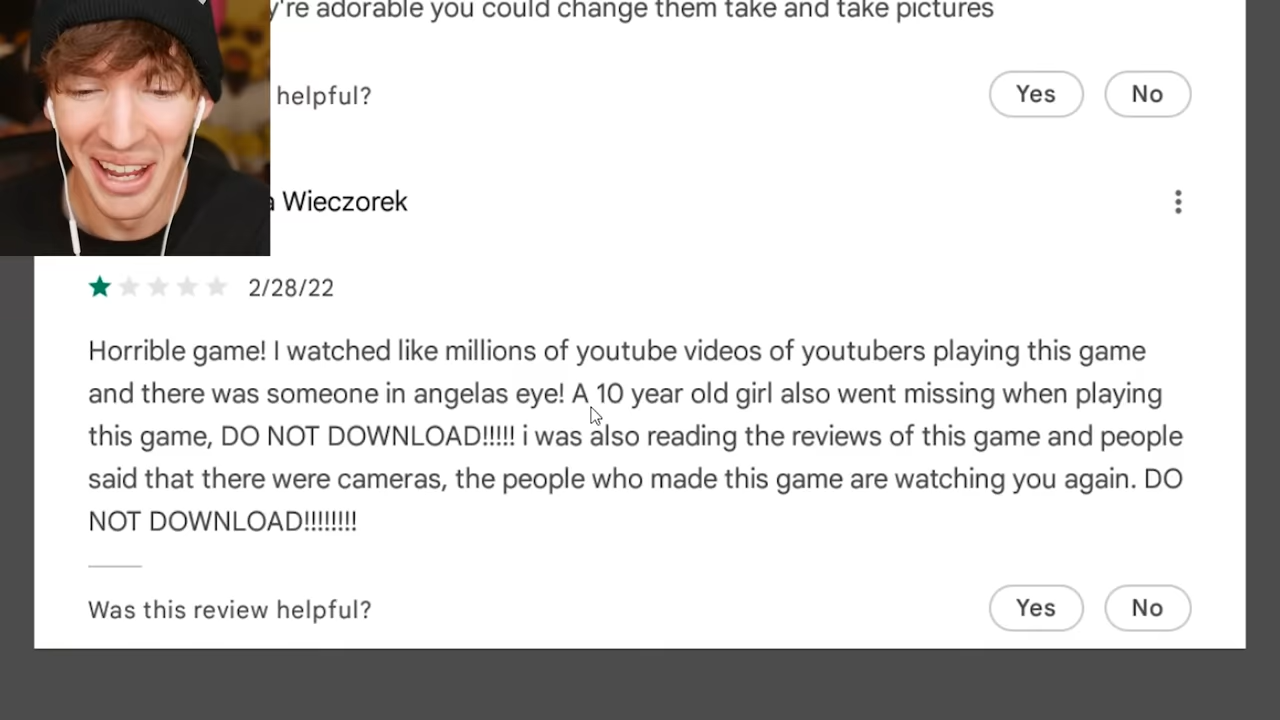 're adorable you could change them take and take pictures
helpful?
Yes
No
Wieczorek
2/28/22
Horrible game! I watched like millions of youtube videos of youtubers playing this game
and there was someone in angelas eye! A 10 year old girl also went missing when playing
this game, DO NOT DOWNLOAD!!!!! i was also reading the reviews of this game and people
said that there were cameras, the people who made this game are watching you again. DO
NOT DOWNLOAD!!!!!!!!
Was this review helpful?
Yes
No